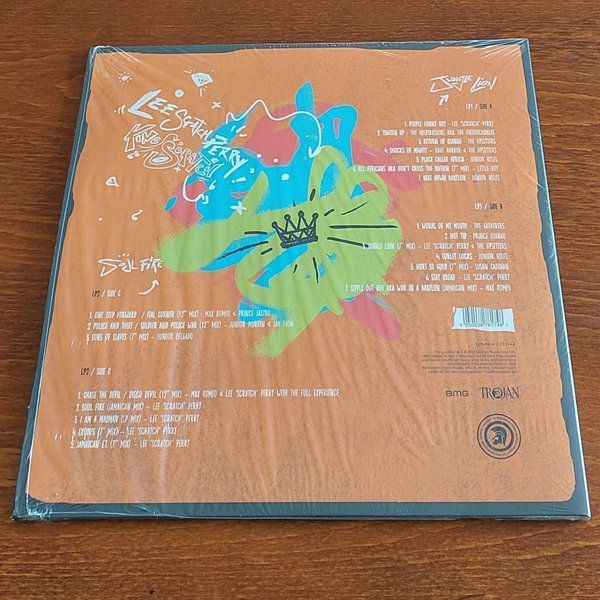 LEE SCRATCH PERRY
KING SCRATCH
JUNGLE LION
LP1 / SIDE A
1. PEOPLE FUNNY BOY – LEE "SCRATCH" PERRY
2. TIGHTEN UP – THE INSPIRATIONS AKA THE UNTOUCHABLES
3. RETURN OF DJANGO – THE UPSETTERS
4. SHOCKS OF MIGHTY – DAVE BARKER & THE UPSETTERS
5. PLACE CALLED AFRICA – JUNIOR BYLES
6. ALL AFRICANS AKA DON'T CROSS THE NATION (7" MIX) – LITTLE ROY
7. BEAT DOWN BABYLON – JUNIOR BYLES
LP1 / SIDE B
1. WORDS OF MY MOUTH – THE GATHERERS
2. HOT TIP – PRINCE DJANGO
3. JUNGLE LION (7" MIX) – LEE "SCRATCH" PERRY & THE UPSETTERS
4. CURLEY LOCKS – JUNIOR BYLES
5. HURT SO GOOD (7" MIX) – SUSAN CADOGAN
6. STAY DREAD – LEE "SCRATCH" PERRY
7. SIPPLE OUT DEH AKA WAR IN A BABYLON (JAMAICAN MIX) – MAX ROMEO
SOUL FIRE
LP2 / SIDE C
1. ONE STEP FORWARD / REAL CORNER (12" MIX) – MAX ROMEO & PRINCE JAZZBO
2. POLICE AND THIEF / SOLDIER AND POLICE WAR (12" MIX) – JUNIOR MURVIN & JAH LION
3. SONS OF SLAVES (7" MIX) – JUNIOR DELGADO
LP2 / SIDE D
1. CHASE THE DEVIL / DISCO DEVIL (12" MIX) – MAX ROMEO & LEE "SCRATCH" PERRY WITH THE FULL EXPERIENCE
2. SOUL FIRE (JAMAICAN MIX) – LEE "SCRATCH" PERRY
3. I AM A MADMAN (LP MIX) – LEE "SCRATCH" PERRY
4. EXODUS (7" MIX) – LEE "SCRATCH" PERRY
5. JAMAICAN E.T. (7" MIX) – LEE "SCRATCH" PERRY
BMG
TROJAN